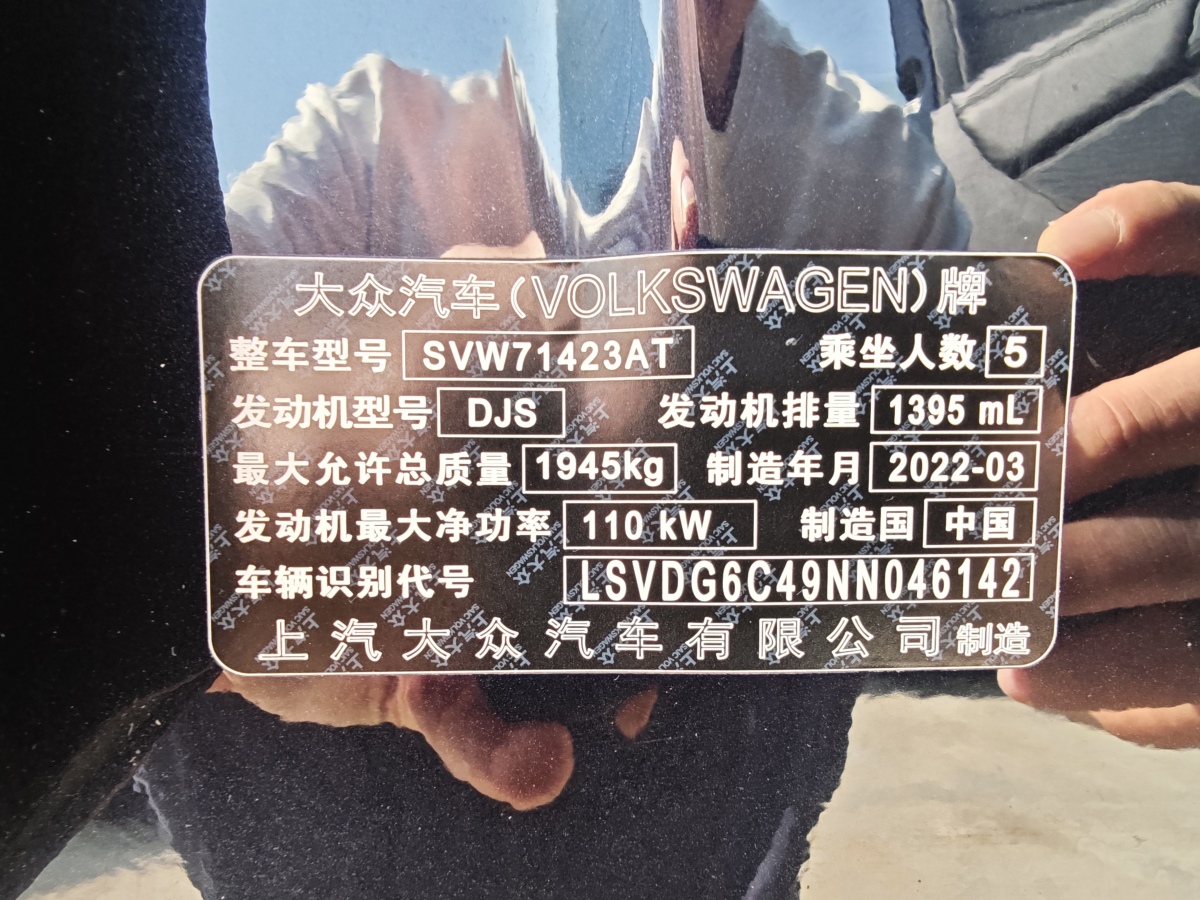 大众汽车(VOLKSWAGEN)牌
整车型号 SVW71423AT 乘坐人数 5
发动机型号 DJS 发动机排量 1395 mL
最大允许总质量 1945kg 制造年月 2022-03
发动机最大净功率 110 kW 制造国 中国
车辆识别代号 LSVDG6C49NN046142
上汽大众汽车有限公司 制造